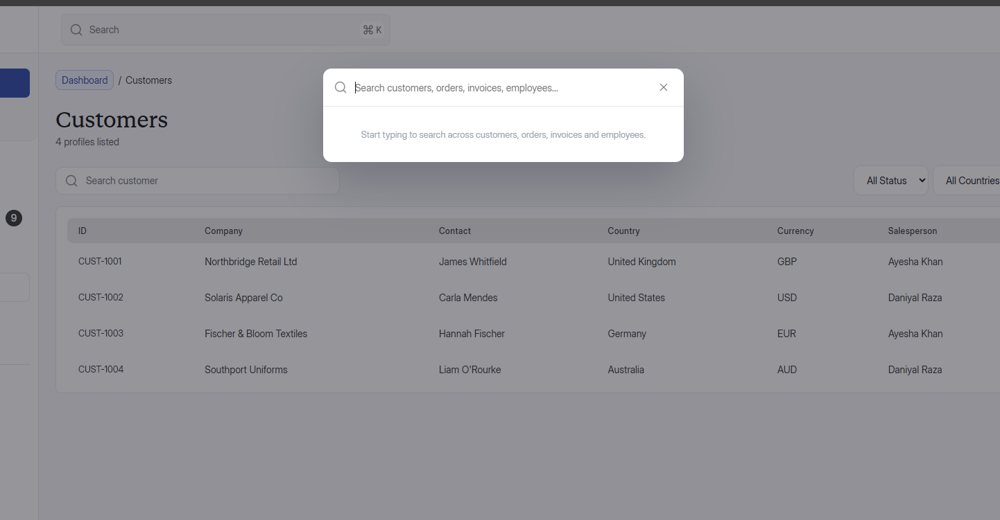 Search ⌘ K
Dashboard / Customers
Search customers, orders, invoices, employees...
Start typing to search across customers, orders, invoices and employees.
Customers
4 profiles listed
Search customer
All Status
All Countries
9
ID Company Contact Country Currency Salesperson
CUST-1001 Northbridge Retail Ltd James Whitfield United Kingdom GBP Ayesha Khan
CUST-1002 Solaris Apparel Co Carla Mendes United States USD Daniyal Raza
CUST-1003 Fischer & Bloom Textiles Hannah Fischer Germany EUR Ayesha Khan
CUST-1004 Southport Uniforms Liam O'Rourke Australia AUD Daniyal Raza